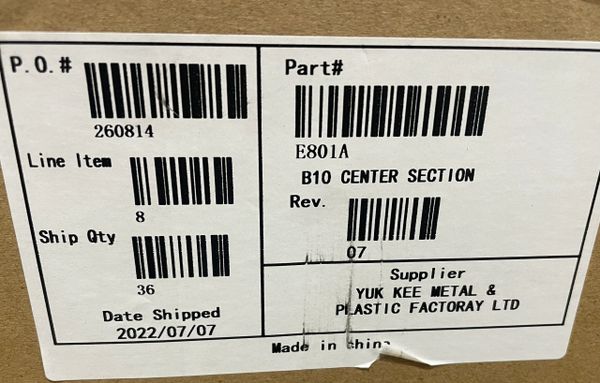 P.O.#
260814
Line Item
8
Ship Qty
36
Date Shipped
2022/07/07
Part#
E801A
B10 CENTER SECTION
Rev.
07
Supplier
YUK KEE METAL &
PLASTIC FACTORAY LTD
Made in china